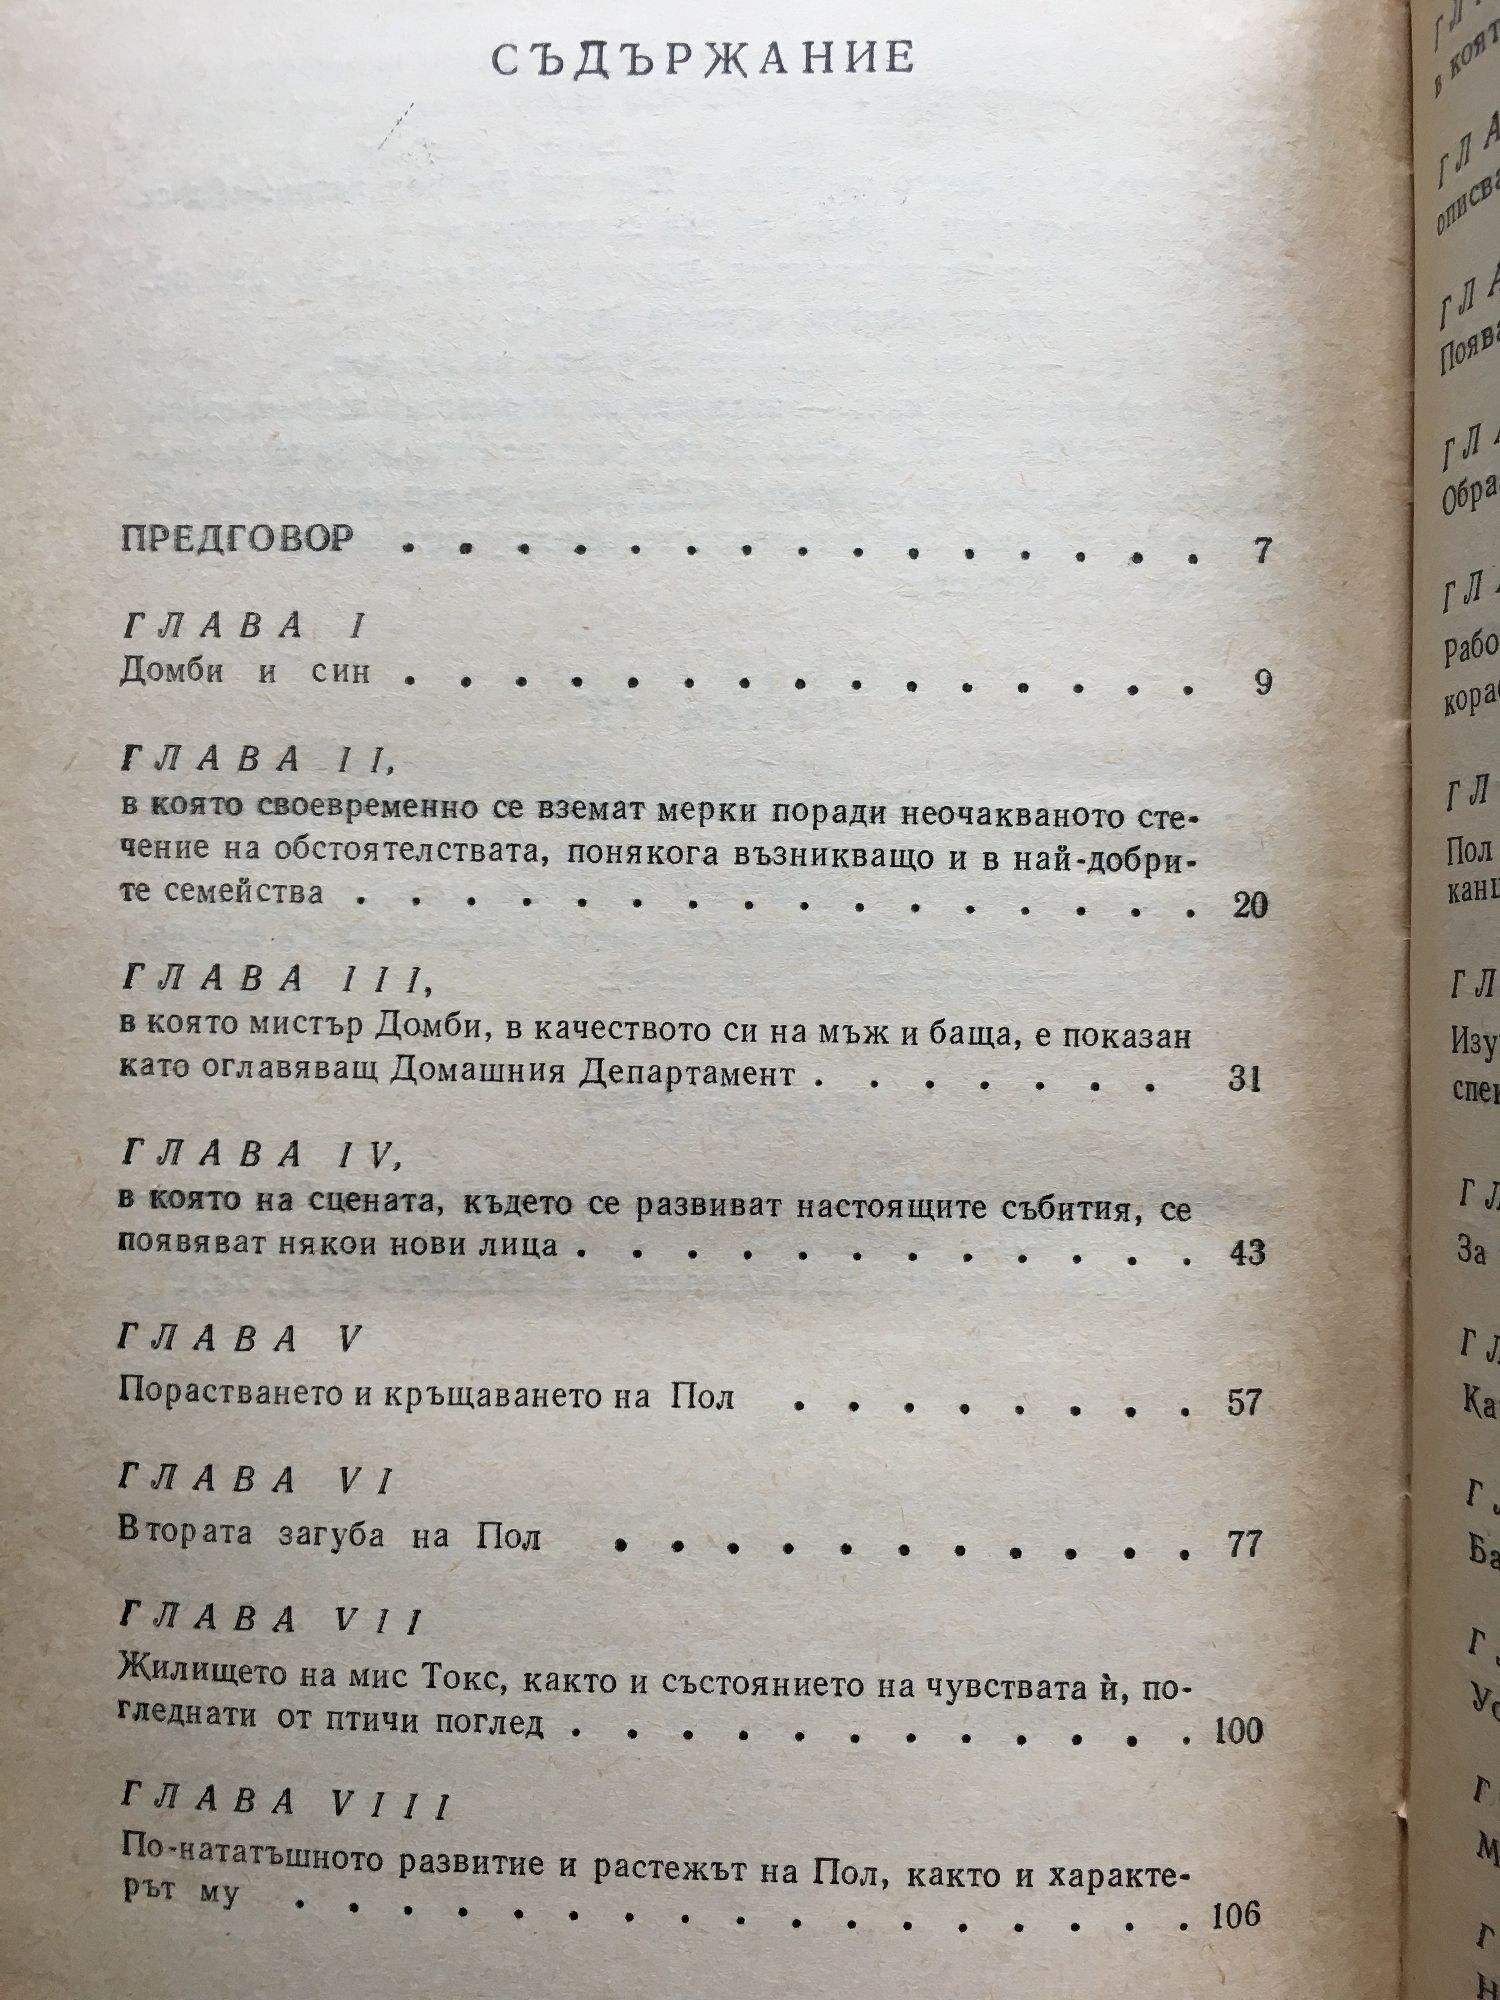 СЪДЪРЖАНИЕ
ПРЕДГОВОР . . . . . . . . . . . . . . . 7
ГЛАВА I
Домби и син . . . . . . . . . . . . . . . 9
ГЛАВА II,
в която своевременно се вземат мерки поради неочакваното сте-
чение на обстоятелствата, понякога възникващо и в най-добри-
те семейства . . . . . . . . . . . . . . . . 20
ГЛАВА III,
в която мистър Домби, в качеството си на мъж и баща, е показан
като оглавяващ Домашния Департамент . . . . . . . 31
ГЛАВА IV,
в която на сцената, където се развиват настоящите събития, се
появяват някои нови лица . . . . . . . . . . . . 43
ГЛАВА V
Порастването и кръщаването на Пол . . . . . . . . 57
ГЛАВА VI
Втората загуба на Пол . . . . . . . . . . . 77
ГЛАВА VII
Жилището на мис Токс, както и състоянието на чувствата ѝ, по-
гледнати от птичи поглед . . . . . . . . . . . . 100
ГЛАВА VIII
По-нататъшното развитие и растежът на Пол, както и характе-
рът му . . . . . . . . . . . . . . . . . 106
в
Пол
За